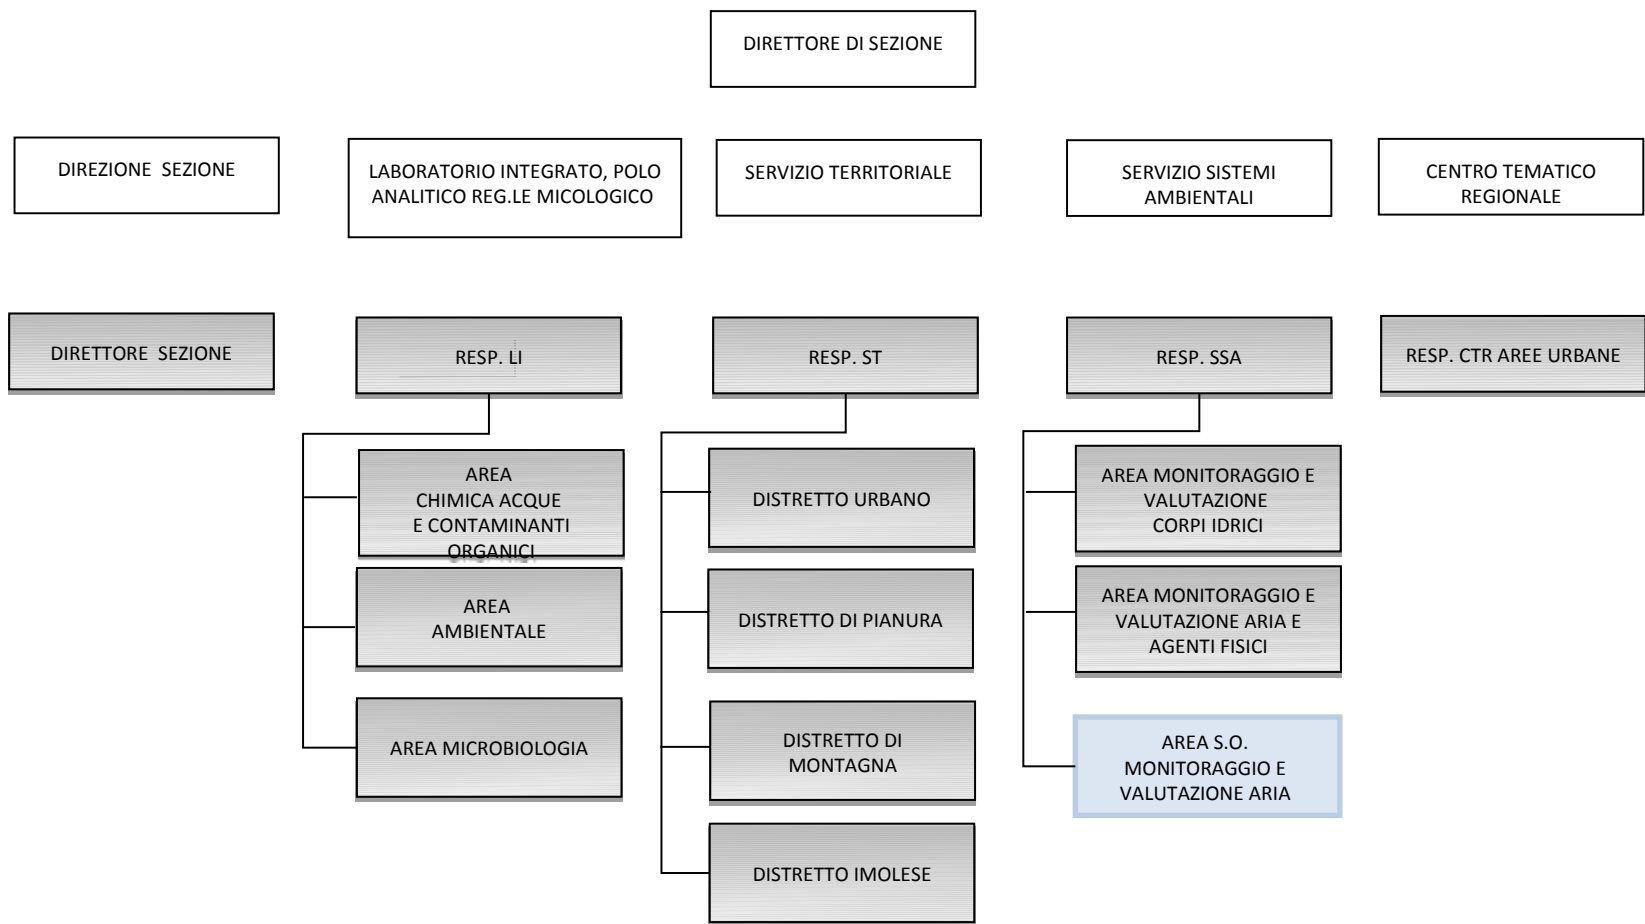 DIRETTORE DI SEZIONE
DIREZIONE SEZIONE
LABORATORIO INTEGRATO, POLO
ANALITICO REG.LE MICOLOGICO
SERVIZIO TERRITORIALE
SERVIZIO SISTEMI
AMBIENTALI
CENTRO TEMATICO
REGIONALE
DIRETTORE SEZIONE
RESP. LI
RESP. ST
RESP. SSA
RESP. CTR AREE URBANE
AREA
CHIMICA ACQUE
E CONTAMINANTI
ORGANICI
AREA
AMBIENTALE
AREA MICROBIOLOGIA
DISTRETTO URBANO
DISTRETTO DI PIANURA
DISTRETTO DI
MONTAGNA
DISTRETTO IMOLESE
AREA MONITORAGGIO E
VALUTAZIONE
CORPI IDRICI
AREA MONITORAGGIO E
VALUTAZIONE ARIA E
AGENTI FISICI
AREA S.O.
MONITORAGGIO E
VALUTAZIONE ARIA